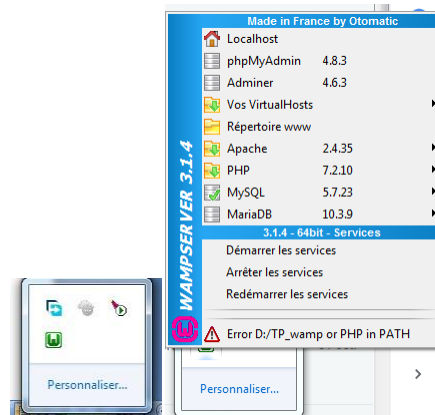 Made in France by Otomatic
Localhost
phpMyAdmin 4.8.3
Adminer 4.6.3
Vos VirtualHosts
Répertoire www
Apache 2.4.35
PHP 7.2.10
MySQL 5.7.23
MariaDB 10.3.9
3.1.4 - 64bit - Services
Démarrer les services
Arrêter les services
Redémarrer les services
Error D:/TP_wamp or PHP in PATH
WAMPSERVER 3.1.4
Personnaliser...
Personnaliser...